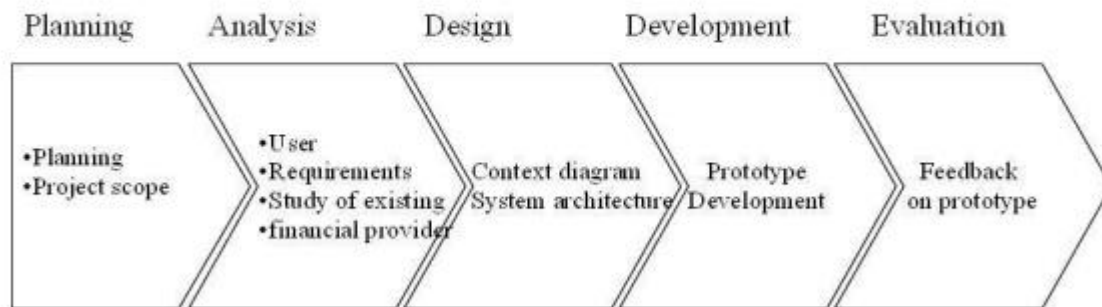 Planning
Analysis
Design
Development
Evaluation
•Planning
•Project scope
•User
•Requirements
•Study of existing
•financial provider
Context diagram
System architecture
Prototype
Development
Feedback
on prototype